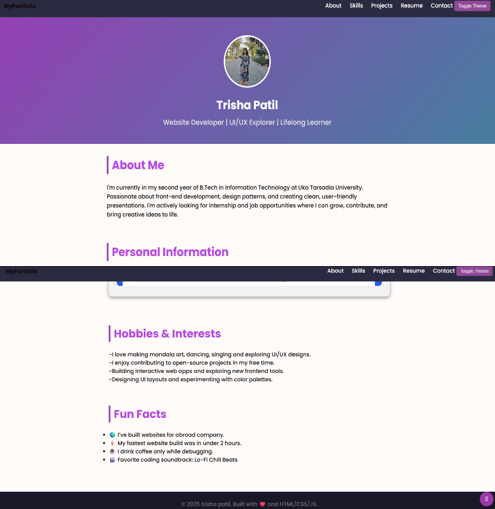 MyPortfolio
About Skills Projects Resume Contact Toggle Theme
Trisha Patil
Website Developer | UI/UX Explorer | Lifelong Learner
About Me
I'm currently in my second year of B.Tech in Information Technology at Uka Tarsadia University.
Passionate about front-end development, design patterns, and creating clean, user-friendly
presentations. I'm actively looking for internship and job opportunities where I can grow, contribute, and
bring creative ideas to life.
Personal Information
MyPortfolio
About Skills Projects Resume Contact Toggle Theme
Hobbies & Interests
-I love making mandala art, dancing, singing and exploring UI/UX designs.
-I enjoy contributing to open-source projects in my free time.
-Building interactive web apps and exploring new frontend tools.
-Designing UI layouts and experimenting with color palettes.
Fun Facts
• 🌍 I've built websites for abroad company.
• ⚡ My fastest website build was in under 2 hours.
• 🔮 I drink coffee only while debugging.
• 🎬 Favorite coding soundtrack: Lo-Fi Chill Beats
© 2025 trisha patil. Built with ❤️ and HTML/CSS/JS.